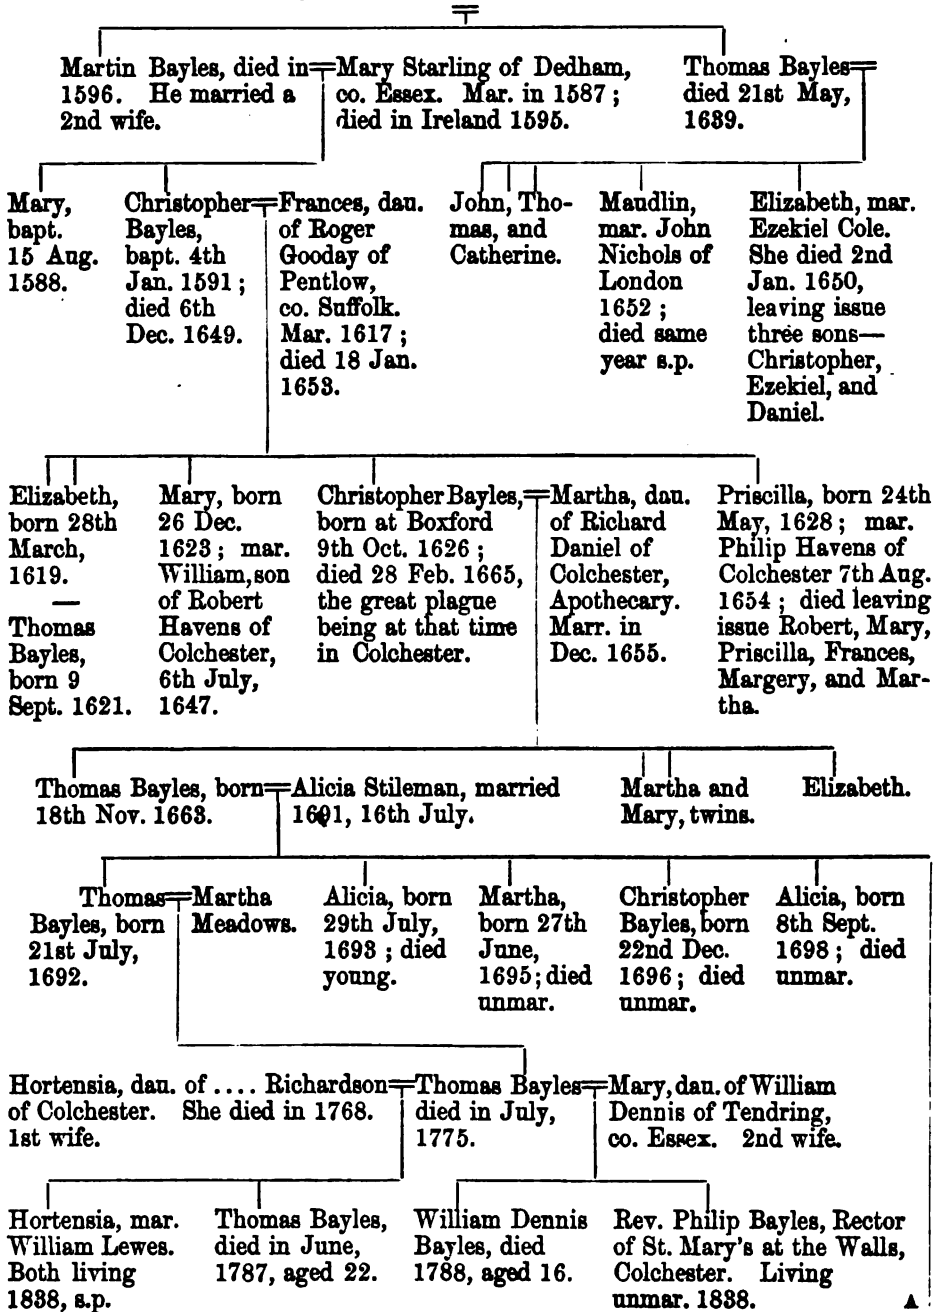 Martin Bayles, died in
1596. He married a
2nd wife.
Mary Starling of Dedham,
co. Essex. Mar. in 1587 ;
died in Ireland 1595.
Thomas Bayles
died 21st May,
1639.
Mary,
bapt.
15 Aug.
1588.
Christopher
Bayles,
bapt. 4th
Jan. 1591 ;
died 6th
Dec. 1649.
Frances, dau.
of Roger
Gooday of
Pentlow,
co. Suffolk.
Mar. 1617 ;
died 18 Jan.
1653.
John, Tho-
mas, and
Catherine.
Maudlin,
mar. John
Nichols of
London
1652 ;
died same
year s.p.
Elizabeth, mar.
Ezekiel Cole.
She died 2nd
Jan. 1650,
leaving issue
three sons—
Christopher,
Ezekiel, and
Daniel.
Elizabeth,
born 28th
March,
1619.
—
Thomas
Bayles,
born 9
Sept. 1621.
Mary, born
26 Dec.
1623 ; mar.
William, son
of Robert
Havens of
Colchester,
6th July,
1647.
Christopher Bayles,
born at Boxford
9th Oct. 1626 ;
died 28 Feb. 1665,
the great plague
being at that time
in Colchester.
Martha, dau.
of Richard
Daniel of
Colchester,
Apothecary.
Marr. in
Dec. 1655.
Priscilla, born 24th
May, 1628 ; mar.
Philip Havens of
Colchester 7th Aug.
1654 ; died leaving
issue Robert, Mary,
Priscilla, Frances,
Margery, and Mar-
tha.
Thomas Bayles, born
18th Nov. 1663.
Alicia Stileman, married
1691, 16th July.
Martha and
Mary, twins.
Elizabeth.
Thomas
Bayles, born
21st July,
1692.
Martha
Meadows.
Alicia, born
29th July,
1693 ; died
young.
Martha,
born 27th
June,
1695; died
unmar.
Christopher
Bayles, born
22nd Dec.
1696 ; died
unmar.
Alicia, born
8th Sept.
1698 ; died
unmar.
Hortensia, dau. of .... Richardson
of Colchester. She died in 1768.
1st wife.
Thomas Bayles
died in July,
1775.
Mary, dau. of William
Dennis of Tendring,
co. Essex. 2nd wife.
Hortensia, mar.
William Lewes.
Both living
1838, s.p.
Thomas Bayles,
died in June,
1787, aged 22.
William Dennis
Bayles, died
1788, aged 16.
Rev. Philip Bayles, Rector
of St. Mary's at the Walls,
Colchester. Living
unmar. 1838.
A